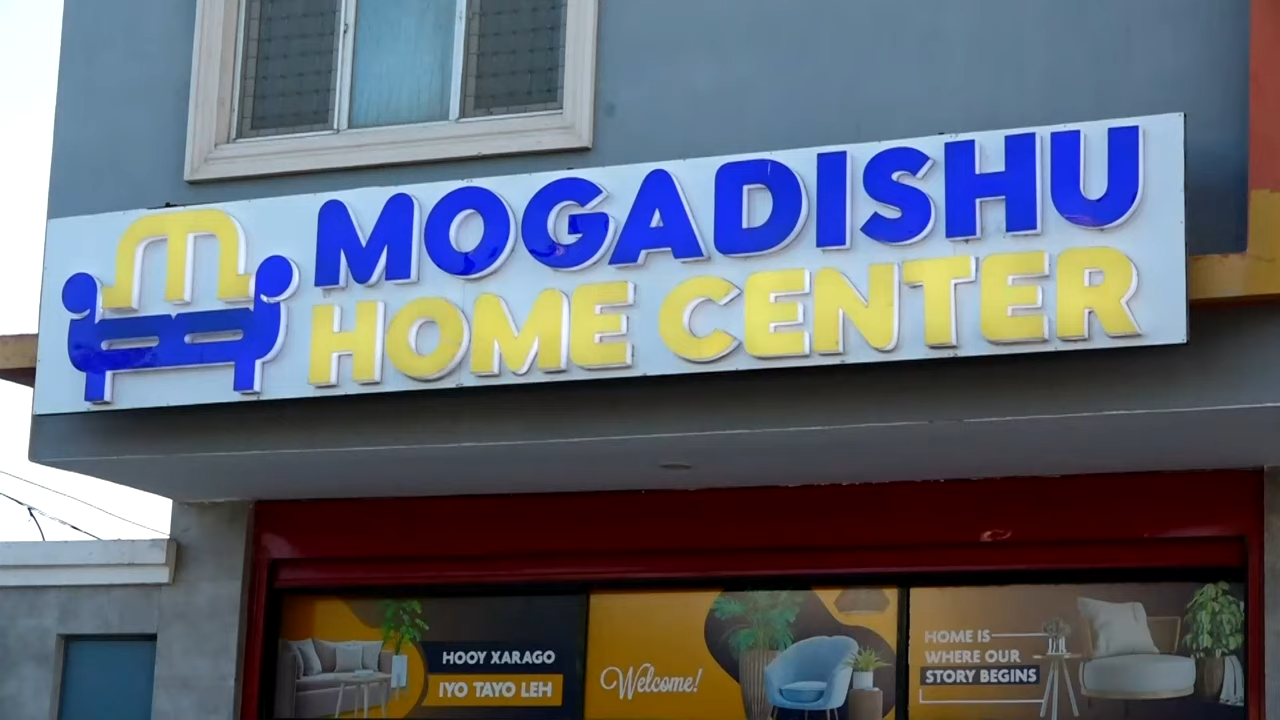 MOGADISHU
HOME CENTER
HOOY XARAGO
IYO TAYO LEH
Welcome!
HOME IS
WHERE OUR
STORY BEGINS